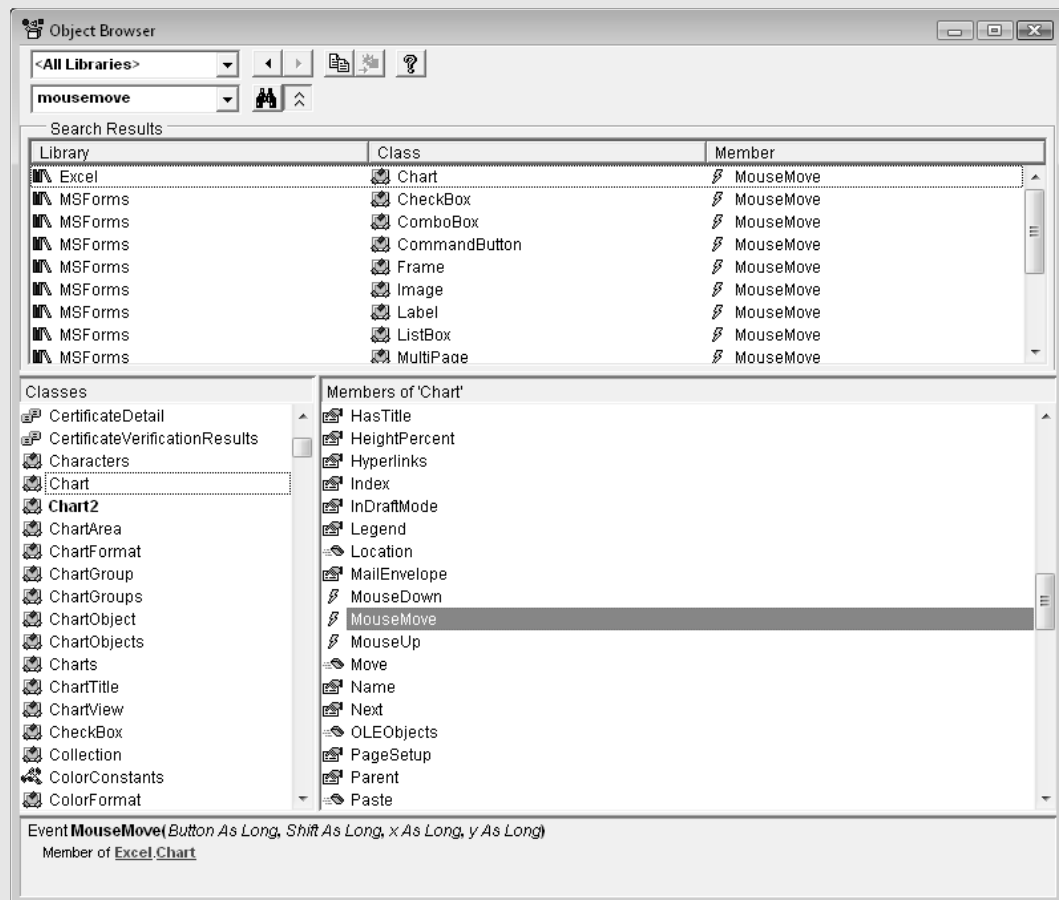 Object Browser
<All Libraries>
mousemove
Search Results
Library Class Member
Excel Chart MouseMove
MSForms CheckBox MouseMove
MSForms ComboBox MouseMove
MSForms CommandButton MouseMove
MSForms Frame MouseMove
MSForms Image MouseMove
MSForms Label MouseMove
MSForms ListBox MouseMove
MSForms MultiPage MouseMove
Classes
CertificateDetail
CertificateVerificationResults
Characters
Chart
Chart2
ChartArea
ChartFormat
ChartGroup
ChartGroups
ChartObject
ChartObjects
Charts
ChartTitle
ChartView
CheckBox
Collection
ColorConstants
ColorFormat
Members of 'Chart'
HasTitle
HeightPercent
Hyperlinks
Index
InDraftMode
Legend
Location
MailEnvelope
MouseDown
MouseMove
MouseUp
Move
Name
Next
OLEObjects
PageSetup
Parent
Paste
Event MouseMove(Button As Long, Shift As Long, x As Long, y As Long)
Member of Excel.Chart